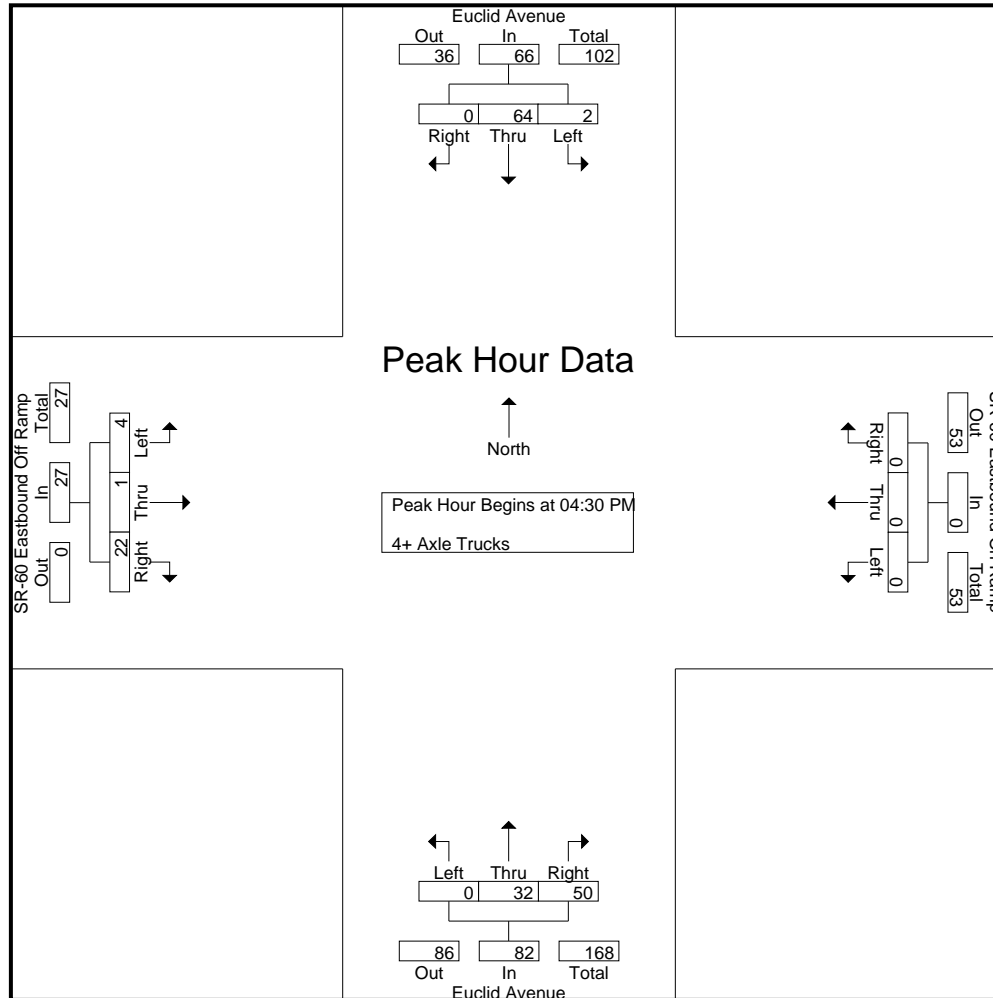 Euclid Avenue
Out In Total
36 66 102
0 64 2
Right Thru Left
Peak Hour Data
North
Peak Hour Begins at 04:30 PM
4+ Axle Trucks
SR-60 Eastbound Off Ramp
Total In Out
27 27 0
4 1 22
Left Thru Right
Right Thru Left
0 0 0
Out In Total
53 0 53
Eastbound On Ramp
Left Thru Right
0 32 50
86 82 168
Out In Total
Euclid Avenue